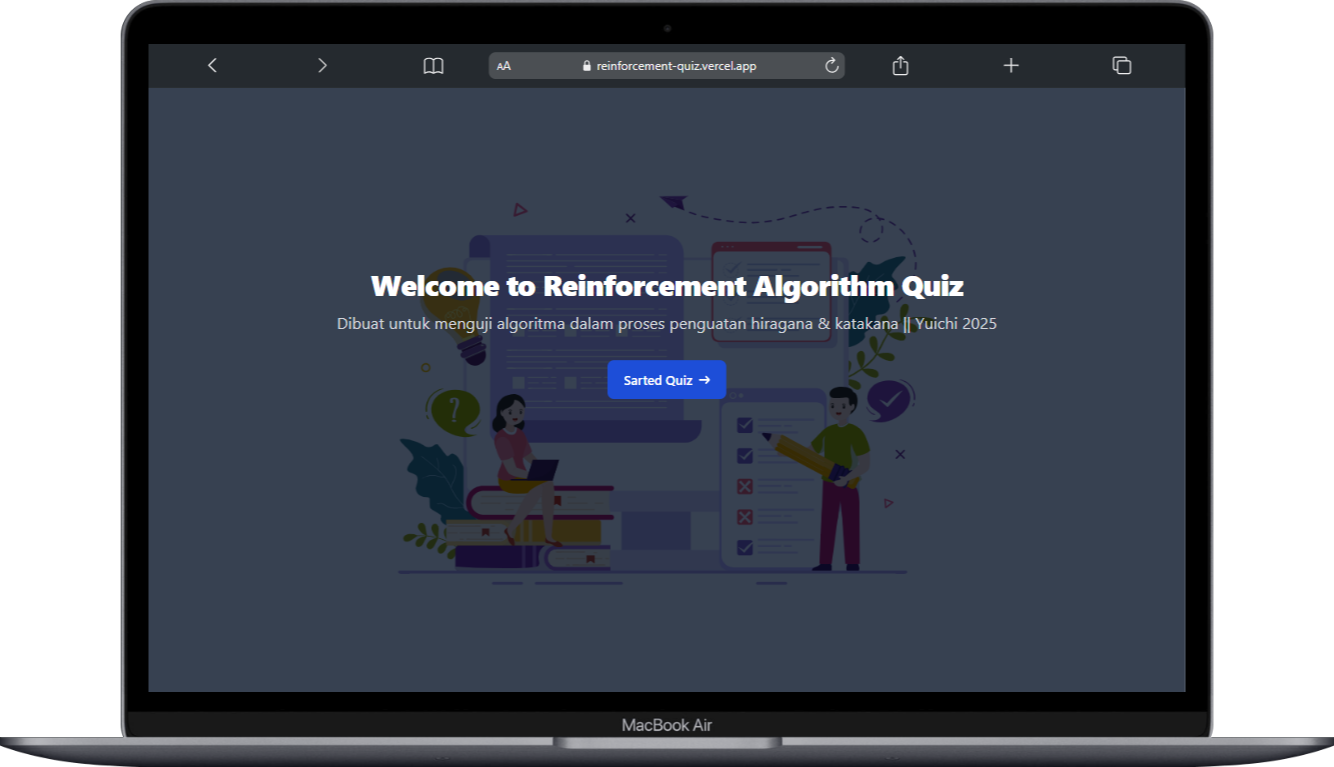 AA reinforcement-quiz.vercel.app
Welcome to Reinforcement Algorithm Quiz
Dibuat untuk menguji algoritma dalam proses penguatan hiragana & katakana || Yuichi 2025
?
Sarted Quiz →
MacBook Air